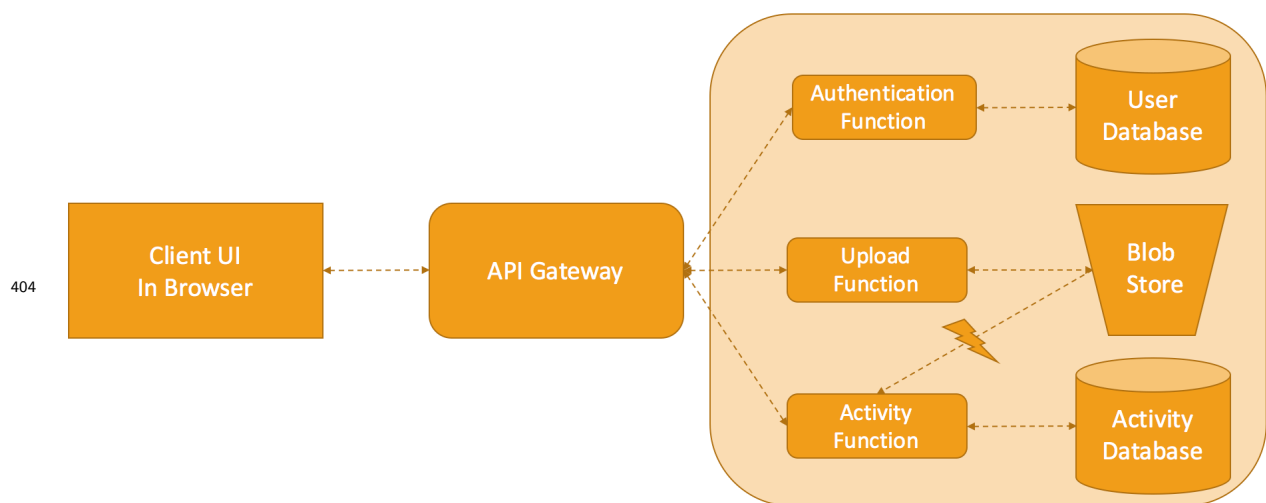 404
Client UI
In Browser
API Gateway
Authentication
Function
User
Database
Upload
Function
Blob
Store
Activity
Function
Activity
Database